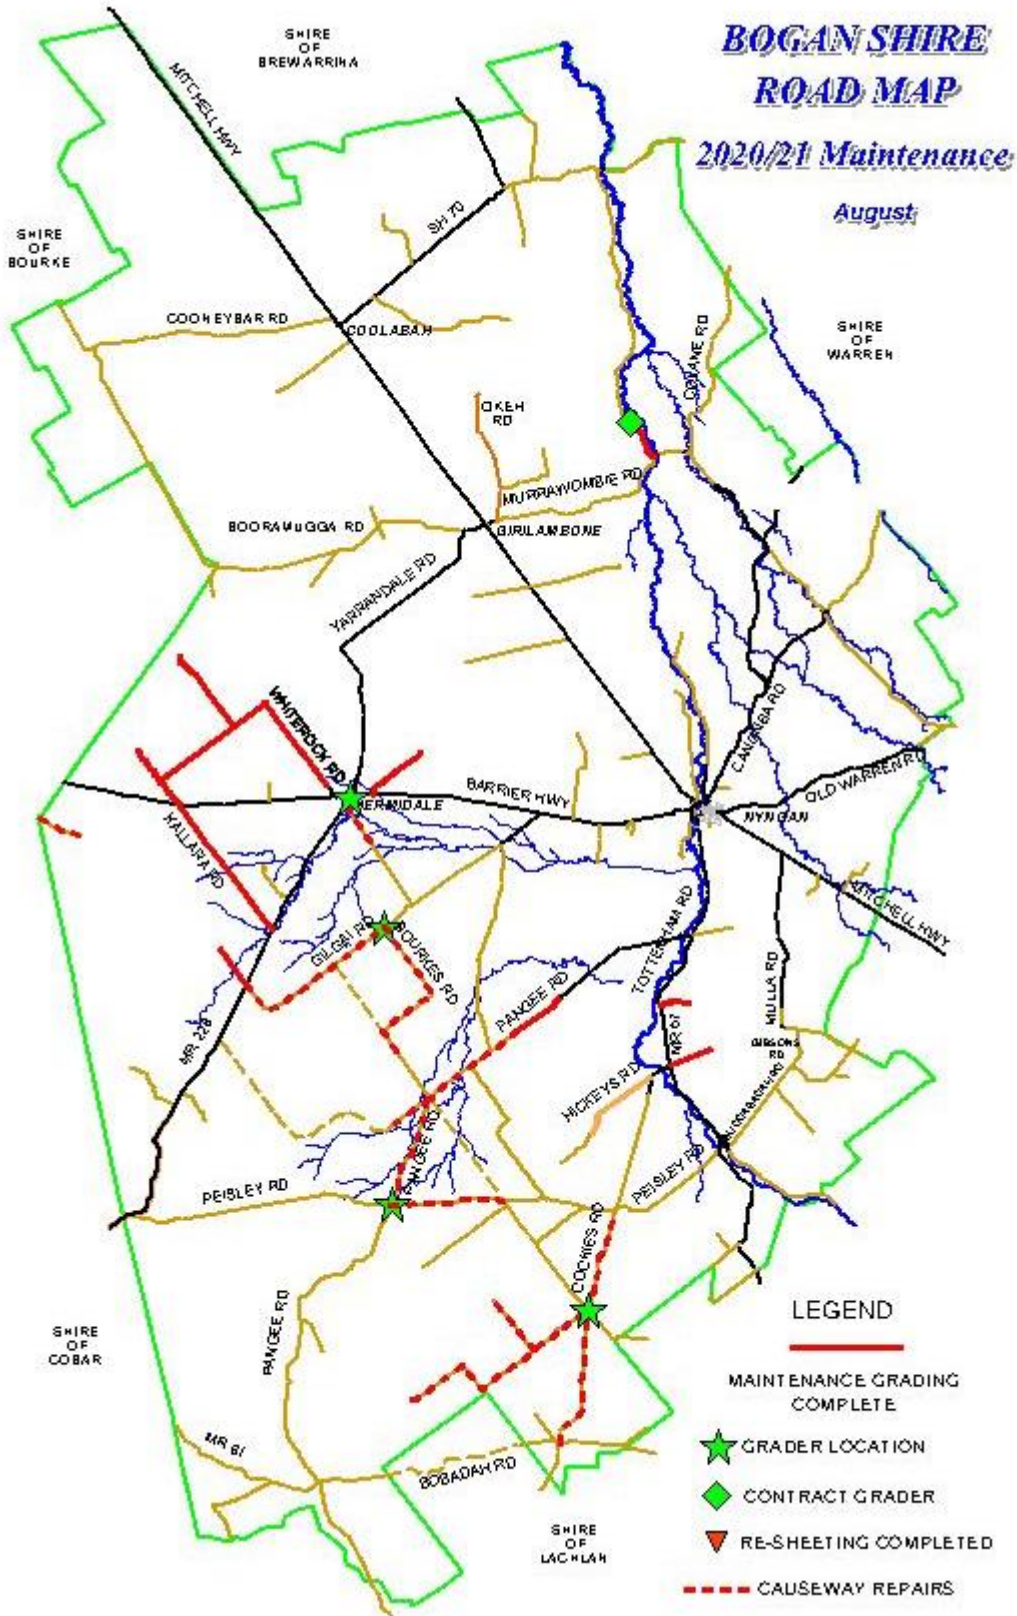 BOGAN SHIRE
ROAD MAP
2020/21 Maintenance
August
SHIRE
OF
BREWARRINA
MITCHELL HWY
SHIRE
OF
BOURKE
SH 70
COONEYBAR RD
COOLABAH
SHIRE
OF
WARREN
COLANE RD
OKEH
RD
MURRAWOMBIE RD
BOORAMUGGA RD
GIRILAMBONE
YARRANDALE RD
WHITEROCK RD
CANONBA RD
HERMIDALE
BARRIER HWY
OLD WARREN RD
NYNGAN
KALLARA RD
MITCHELL HWY
GILGAI RD
BOURKES RD
TOTTENHAM RD
PANGEE RD
MULLA RD
MR 228
MR 67
GIBSONS
RD
HICKEYS RD
PANGEE RD
PEISLEY RD
PEISLEY RD
COCKIES RD
PANGEE RD
SHIRE
OF
COBAR
MR 61
BOBADAH RD
SHIRE
OF
LACHLAN
LEGEND
MAINTENANCE GRADING
COMPLETE
GRADER LOCATION
CONTRACT GRADER
RE-SHEETING COMPLETED
CAUSEWAY REPAIRS